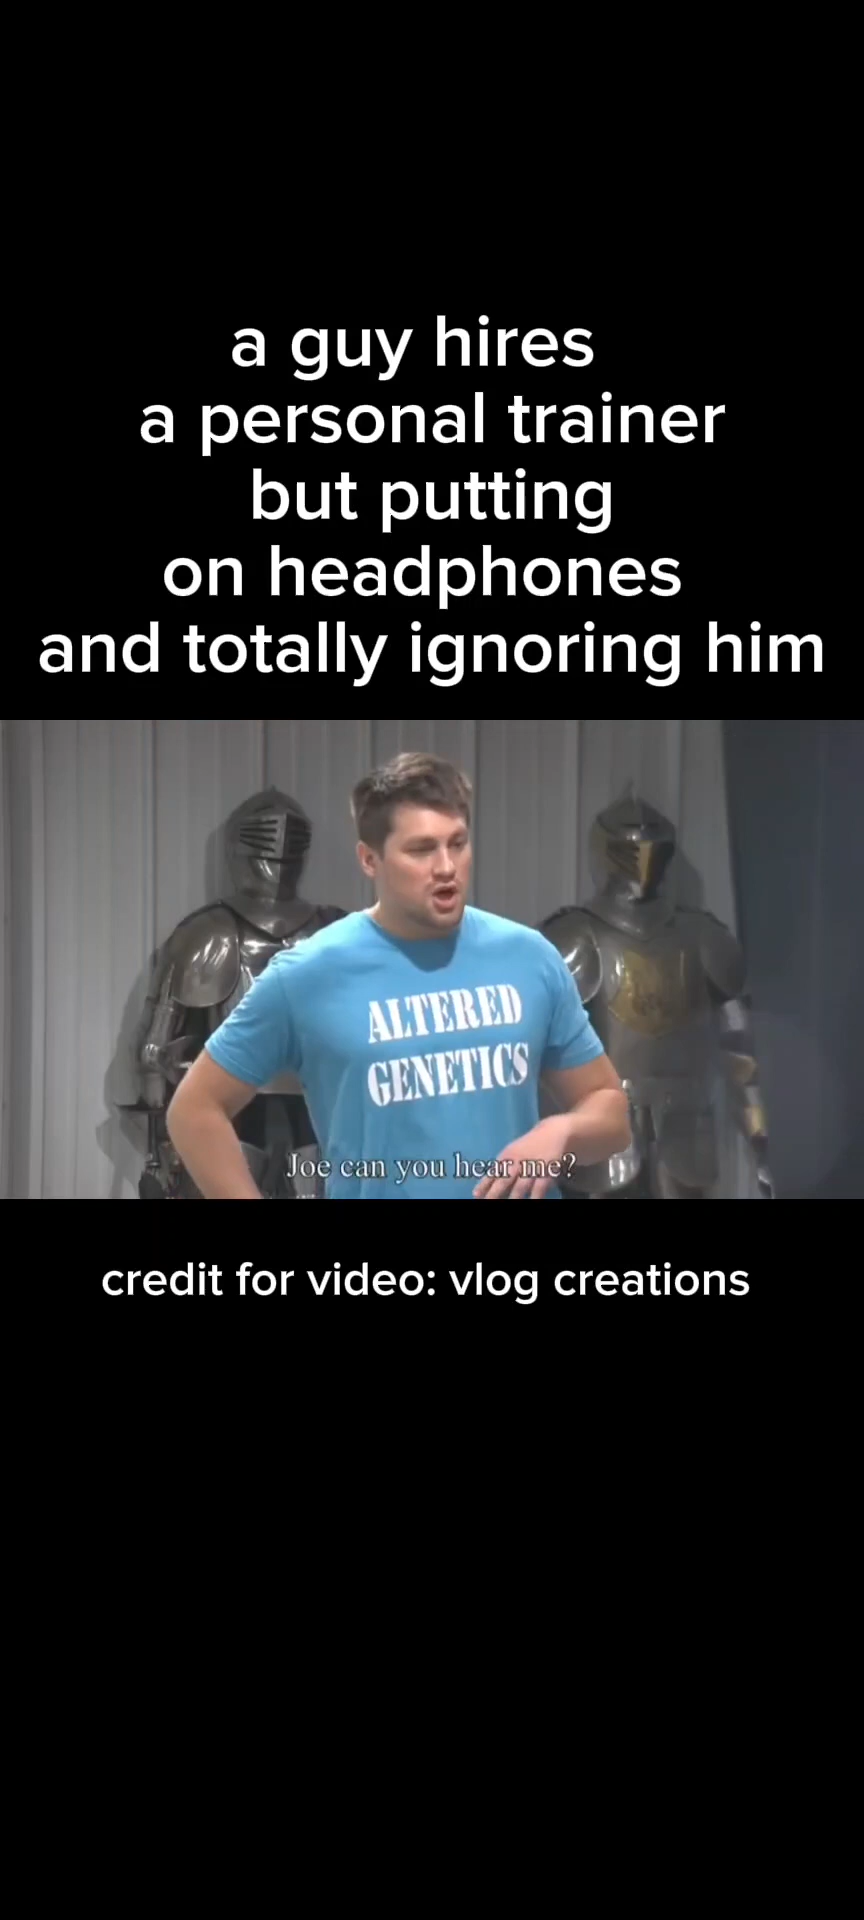 a guy hires
a personal trainer
but putting
on headphones
and totally ignoring him
ALTERED
GENETICS
Joe can you hear me?
credit for video: vlog creations